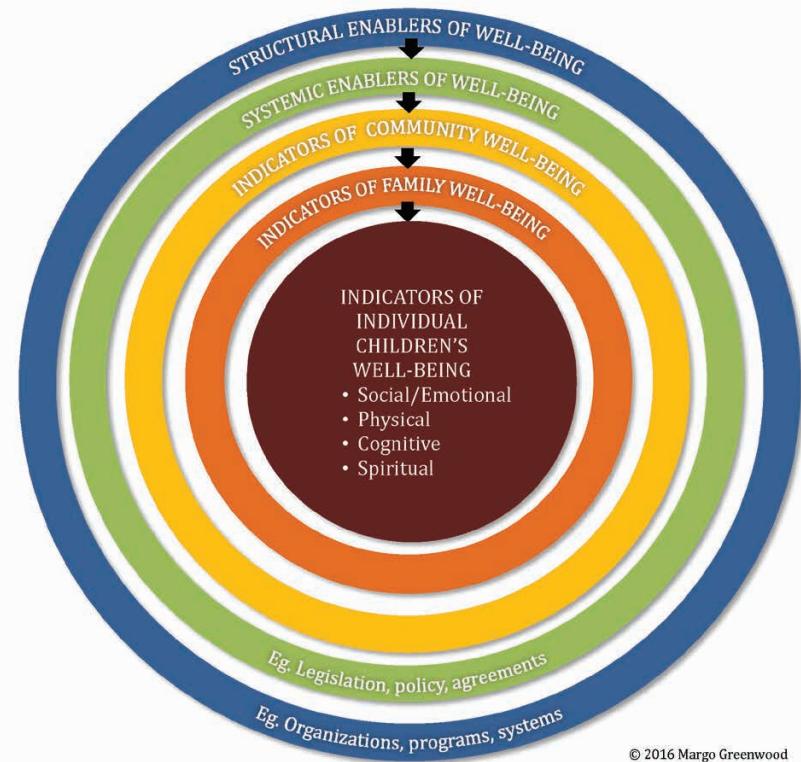 STRUCTURAL ENABLERS OF WELL-BEING
SYSTEMIC ENABLERS OF WELL-BEING
INDICATORS OF COMMUNITY WELL-BEING
INDICATORS OF FAMILY WELL-BEING
INDICATORS OF
INDIVIDUAL
CHILDREN'S
WELL-BEING
• Social/Emotional
• Physical
• Cognitive
• Spiritual
Eg. Legislation, policy, agreements
Eg. Organizations, programs, systems
© 2016 Margo Greenwood